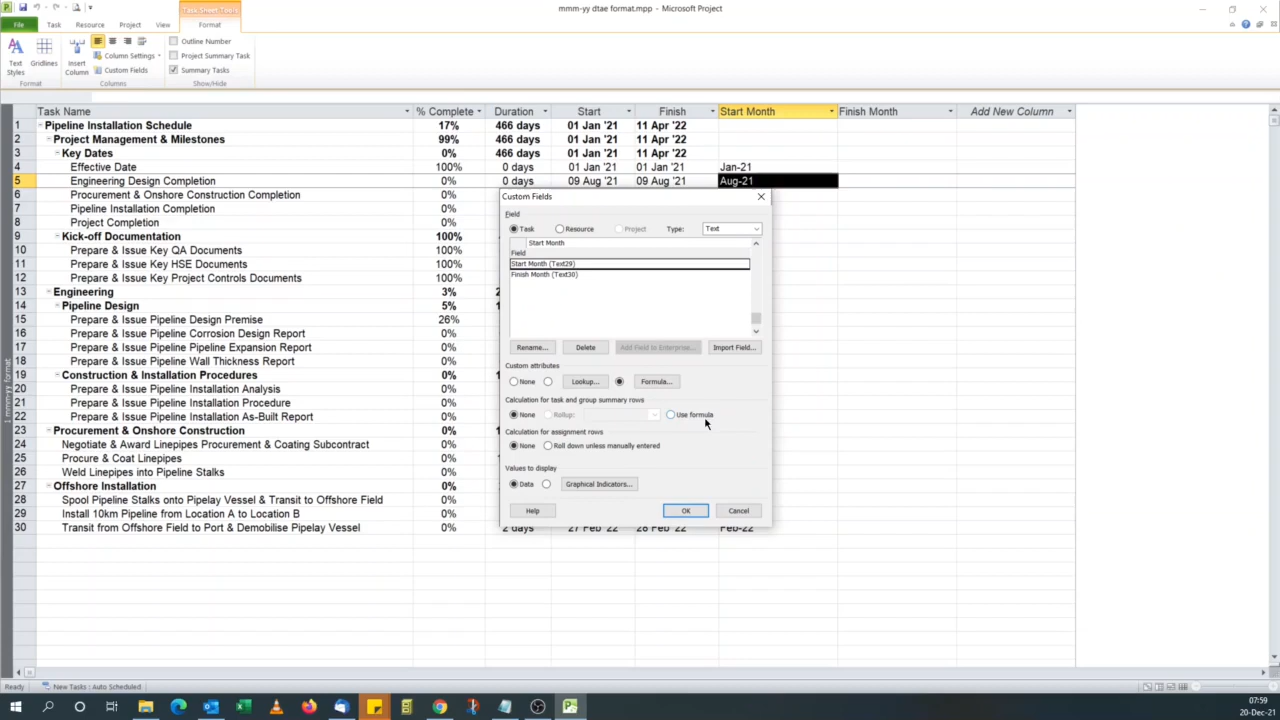 mmm-yy dtae format.mpp - Microsoft Project
Task Sheet Tools
File Task Resource Project View Format
Text Styles
Gridlines
Format
Insert Column
Column Settings
Custom Fields
Columns
Outline Number
Project Summary Task
Summary Tasks
Show/Hide
Task Name % Complete Duration Start Finish Start Month Finish Month Add New Column
1 Pipeline Installation Schedule 17% 466 days 01 Jan '21 11 Apr '22
2 Project Management & Milestones 99% 466 days 01 Jan '21 11 Apr '22
3 Key Dates 0% 466 days 01 Jan '21 11 Apr '22
4 Effective Date 100% 0 days 01 Jan '21 01 Jan '21 Jan-21
5 Engineering Design Completion 0% 0 days 09 Aug '21 09 Aug '21 Aug-21
6 Procurement & Onshore Construction Completion 0%
7 Pipeline Installation Completion 0%
8 Project Completion 0%
9 Kick-off Documentation 100%
10 Prepare & Issue Key QA Documents 100%
11 Prepare & Issue Key HSE Documents 100%
12 Prepare & Issue Key Project Controls Documents 100%
13 Engineering 3%
14 Pipeline Design 5%
15 Prepare & Issue Pipeline Design Premise 26%
16 Prepare & Issue Pipeline Corrosion Design Report 0%
17 Prepare & Issue Pipeline Expansion Report 0%
18 Prepare & Issue Pipeline Wall Thickness Report 0%
19 Construction & Installation Procedures 0%
20 Prepare & Issue Pipeline Installation Analysis 0%
21 Prepare & Issue Pipeline Installation Procedure 0%
22 Prepare & Issue Pipeline Installation As-Built Report 0%
23 Procurement & Onshore Construction 0%
24 Negotiate & Award Linepipes Procurement & Coating Subcontract 0%
25 Procure & Coat Linepipes 0%
26 Weld Linepipes into Pipeline Stalks 0%
27 Offshore Installation 0%
28 Spool Pipeline Stalks onto Pipelay Vessel & Transit to Offshore Field 0%
29 Install 10km Pipeline from Location A to Location B 0%
30 Transit from Offshore Field to Port & Demobilise Pipelay Vessel 0% 2 days 27 Feb '22 28 Feb '22 Feb-22
1 mmm-yy format
Custom Fields
Field
Task Resource Project Type: Text
Start Month
Field
Start Month (Text29)
Finish Month (Text30)
Rename... Delete Add Field to Enterprise... Import Field...
Custom attributes
None Lookup... Formula...
Calculation for task and group summary rows
None Rollup: Use formula
Calculation for assignment rows
None Roll down unless manually entered
Values to display
Data Graphical Indicators...
Help OK Cancel
Ready New Tasks : Auto Scheduled
07:59
20-Dec-21